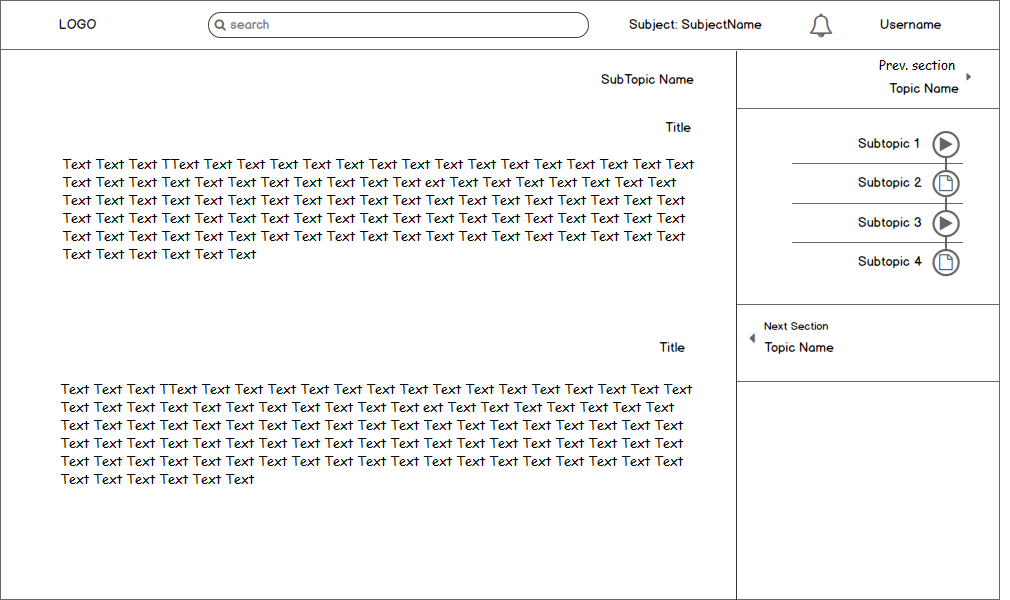 LOGO
search
Subject: SubjectName
Username
SubTopic Name
Title
Text Text Text TText Text Text Text Text Text Text Text Text Text Text Text Text Text Text Text
Text Text Text Text Text Text Text Text Text Text Text ext Text Text Text Text Text Text Text
Text Text Text Text Text Text Text Text Text Text Text Text Text Text Text Text Text Text Text
Text Text Text Text Text Text Text Text Text Text Text Text Text Text Text Text Text Text Text
Text Text Text Text Text Text Text Text Text Text Text Text Text Text Text Text Text Text Text
Text Text Text Text Text Text
Title
Text Text Text TText Text Text Text Text Text Text Text Text Text Text Text Text Text Text Text
Text Text Text Text Text Text Text Text Text Text Text ext Text Text Text Text Text Text Text
Text Text Text Text Text Text Text Text Text Text Text Text Text Text Text Text Text Text Text
Text Text Text Text Text Text Text Text Text Text Text Text Text Text Text Text Text Text Text
Text Text Text Text Text Text Text Text Text Text Text Text Text Text Text Text Text Text Text
Text Text Text Text Text Text
Prev. section
Topic Name
Subtopic 1
Subtopic 2
Subtopic 3
Subtopic 4
Next Section
Topic Name